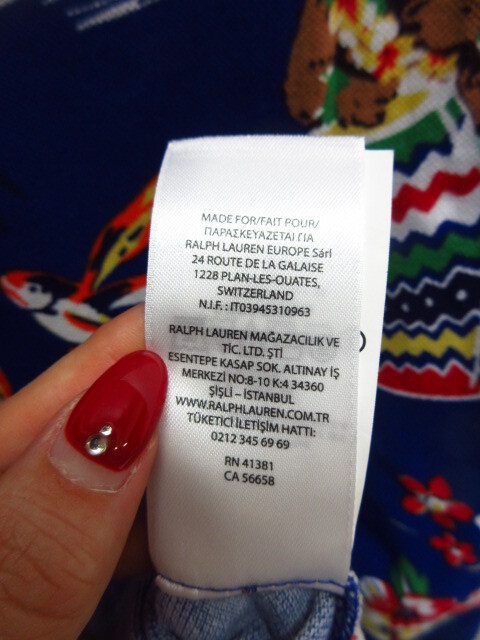 MADE FOR/FAIT POUR/
ΠΑΡΑΣΚΕΥΑΖΕΤΑΙ ΓΙΑ
RALPH LAUREN EUROPE Sárl
24 ROUTE DE LA GALAISE
1228 PLAN-LES-OUATES,
SWITZERLAND
N.I.F. : IT03945310963
RALPH LAUREN MAĞAZACILIK VE
TİC. LTD. ŞTİ
ESENTEPE KASAP SOK. ALTINAY İŞ
MERKEZİ NO:8-10 K:4 34360
ŞİŞLİ – İSTANBUL
WWW.RALPHLAUREN.COM.TR
TÜKETİCİ İLETİŞİM HATTI:
0212 345 69 69
RN 41381
CA 56658